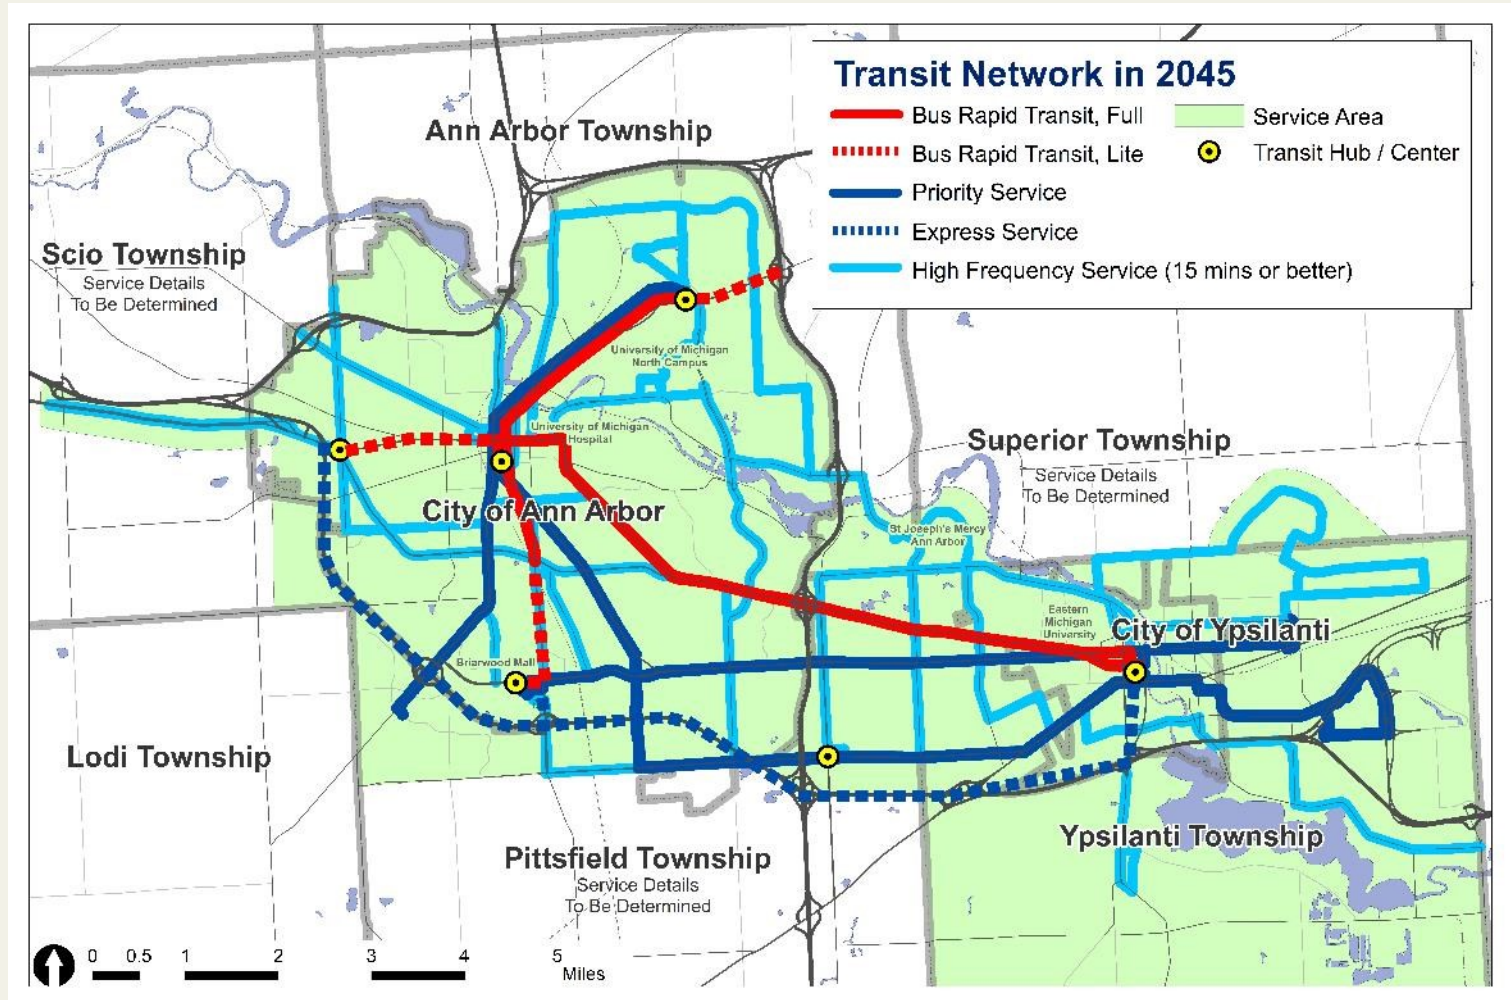 Transit Network in 2045
Bus Rapid Transit, Full
Bus Rapid Transit, Lite
Priority Service
Express Service
High Frequency Service (15 mins or better)
Service Area
Transit Hub / Center
Ann Arbor Township
Scio Township
Service Details
To Be Determined
University of Michigan
North Campus
University of Michigan
Hospital
Superior Township
Service Details
To Be Determined
City of Ann Arbor
St Joseph's Mercy
Ann Arbor
Eastern
Michigan
University
City of Ypsilanti
Briarwood Mall
Lodi Township
Ypsilanti Township
Pittsfield Township
Service Details
To Be Determined
0 0.5 1 2 3 4 5
Miles